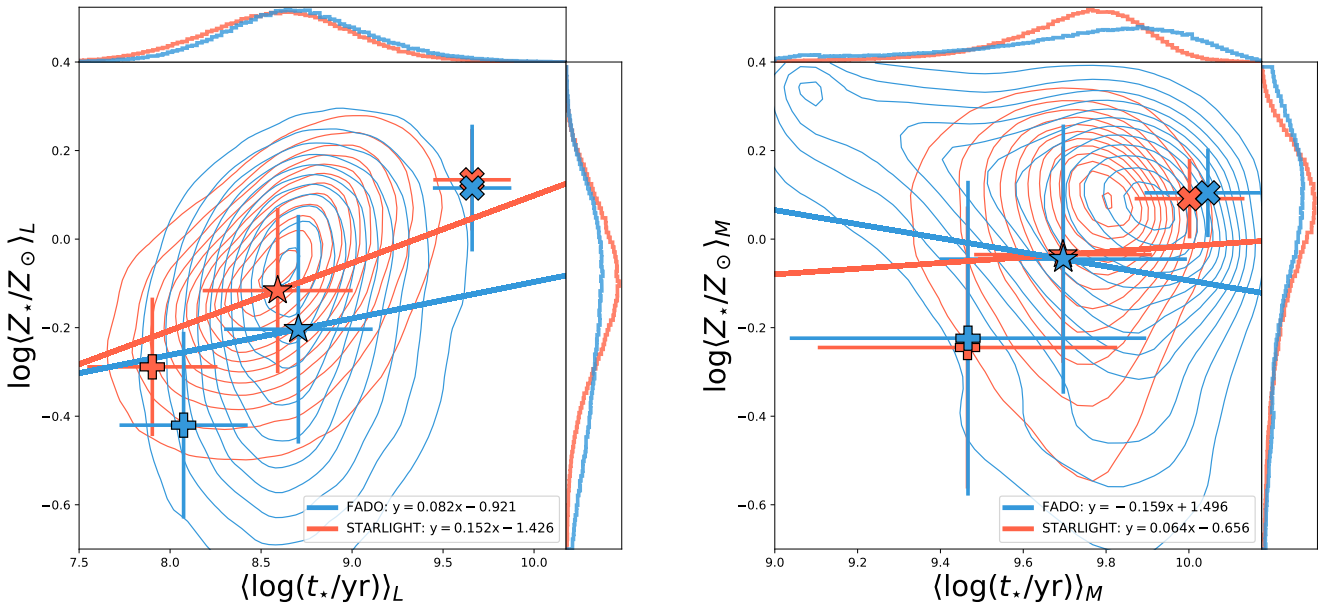 0.4
0.2
0.0
−0.2
−0.4
−0.6
log⟨Z⋆/Z⊙⟩L
7.5 8.0 8.5 9.0 9.5 10.0
⟨log(t⋆/yr)⟩L
FADO: y = 0.082x−0.921
STARLIGHT: y = 0.152x−1.426
0.4
0.2
0.0
−0.2
−0.4
−0.6
log⟨Z⋆/Z⊙⟩M
9.0 9.2 9.4 9.6 9.8 10.0
⟨log(t⋆/yr)⟩M
FADO: y = −0.159x + 1.496
STARLIGHT: y = 0.064x−0.656